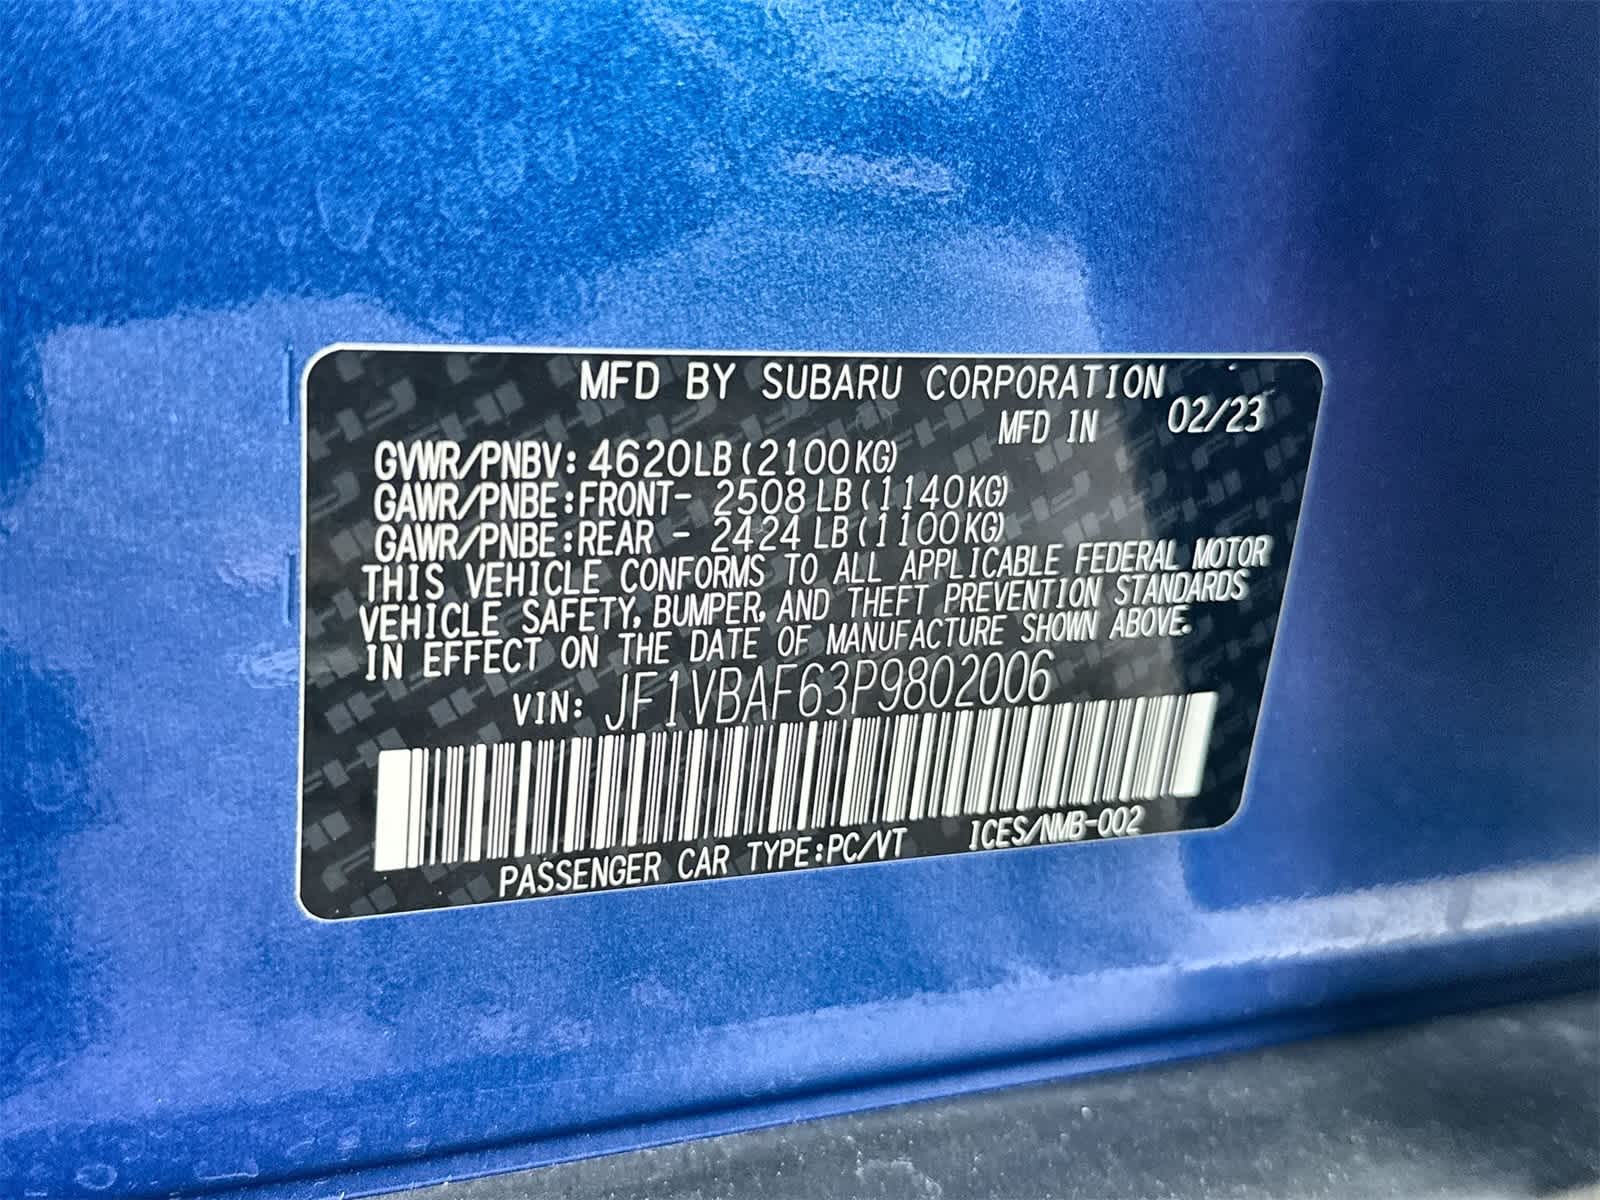 MFD BY SUBARU CORPORATION
MFD IN 02/23
GVWR/PNBV: 4620LB(2100KG)
GAWR/PNBE:FRONT- 2508 LB(1140KG)
GAWR/PNBE:REAR - 2424 LB(1100KG)
THIS VEHICLE CONFORMS TO ALL APPLICABLE FEDERAL MOTOR
VEHICLE SAFETY, BUMPER, AND THEFT PREVENTION STANDARDS
IN EFFECT ON THE DATE OF MANUFACTURE SHOWN ABOVE.
VIN: JF1VBAF63P9802006
PASSENGER CAR TYPE:PC/VT ICES/NMB-002